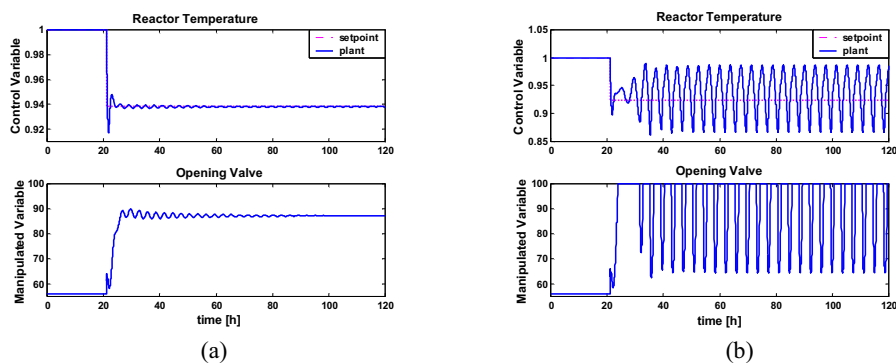 Reactor Temperature
Control Variable
1
0.98
0.96
0.94
0.92
setpoint
plant
0 20 40 60 80 100 120
Opening Valve
Manipulated Variable
100
90
80
70
60
0 20 40 60 80 100 120
time [h]
(a)
Reactor Temperature
Control Variable
1.05
1
0.95
0.9
0.85
setpoint
plant
0 20 40 60 80 100 120
Opening Valve
Manipulated Variable
100
90
80
70
60
0 20 40 60 80 100 120
time [h]
(b)